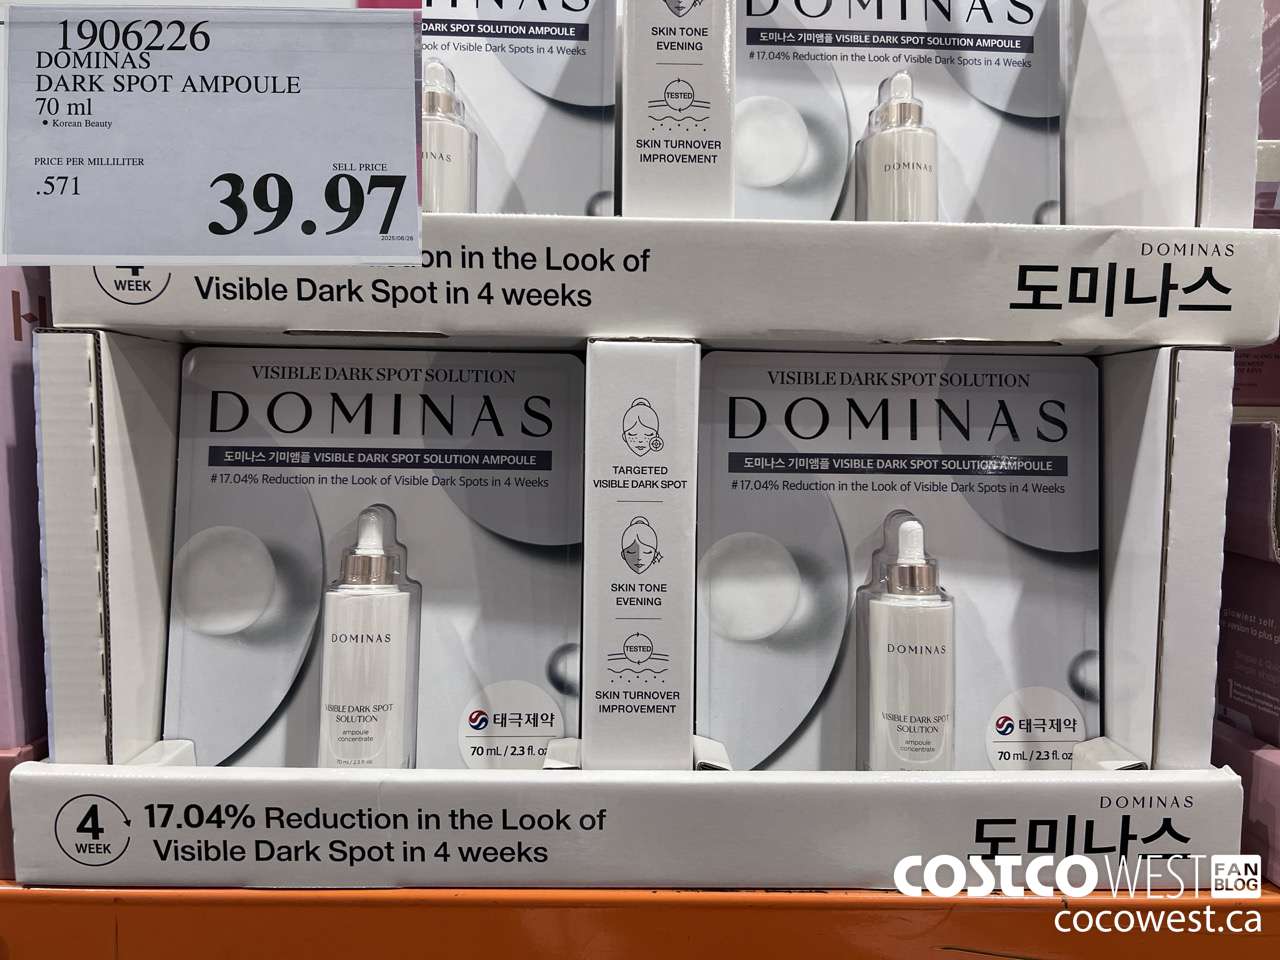 1906226
DOMINAS
DARK SPOT AMPOULE
70 ml
• Korean Beauty
PRICE PER MILLILITER
.571
SELL PRICE
39.97
DARK SPOT SOLUTION AMPOULE
ook of Visible Dark Spots in 4 Weeks
INAS
SKIN TONE
EVENING
TESTED
SKIN TURNOVER
IMPROVEMENT
DOMINAS
도미나스 기미앰플 VISIBLE DARK SPOT SOLUTION AMPOULE
#17.04% Reduction in the Look of Visible Dark Spots in 4 Weeks
DOMINAS
4
WEEK
on in the Look of
Visible Dark Spot in 4 weeks
DOMINAS
도미나스
VISIBLE DARK SPOT SOLUTION
DOMINAS
도미나스 기미앰플 VISIBLE DARK SPOT SOLUTION AMPOULE
#17.04% Reduction in the Look of Visible Dark Spots in 4 Weeks
DOMINAS
VISIBLE DARK SPOT
SOLUTION
ampoule
concentrate
태극제약
70 mL / 2.3 fl. oz
TARGETED
VISIBLE DARK SPOT
SKIN TONE
EVENING
TESTED
SKIN TURNOVER
IMPROVEMENT
VISIBLE DARK SPOT SOLUTION
DOMINAS
도미나스 기미앰플 VISIBLE DARK SPOT SOLUTION AMPOULE
#17.04% Reduction in the Look of Visible Dark Spots in 4 Weeks
DOMINAS
VISIBLE DARK SPOT
SOLUTION
ampoule
concentrate
태극제약
70 mL / 2.3 fl. oz
4
WEEK
17.04% Reduction in the Look of
Visible Dark Spot in 4 weeks
DOMINAS
도미나스
COSTCO WEST FAN BLOG
cocowest.ca